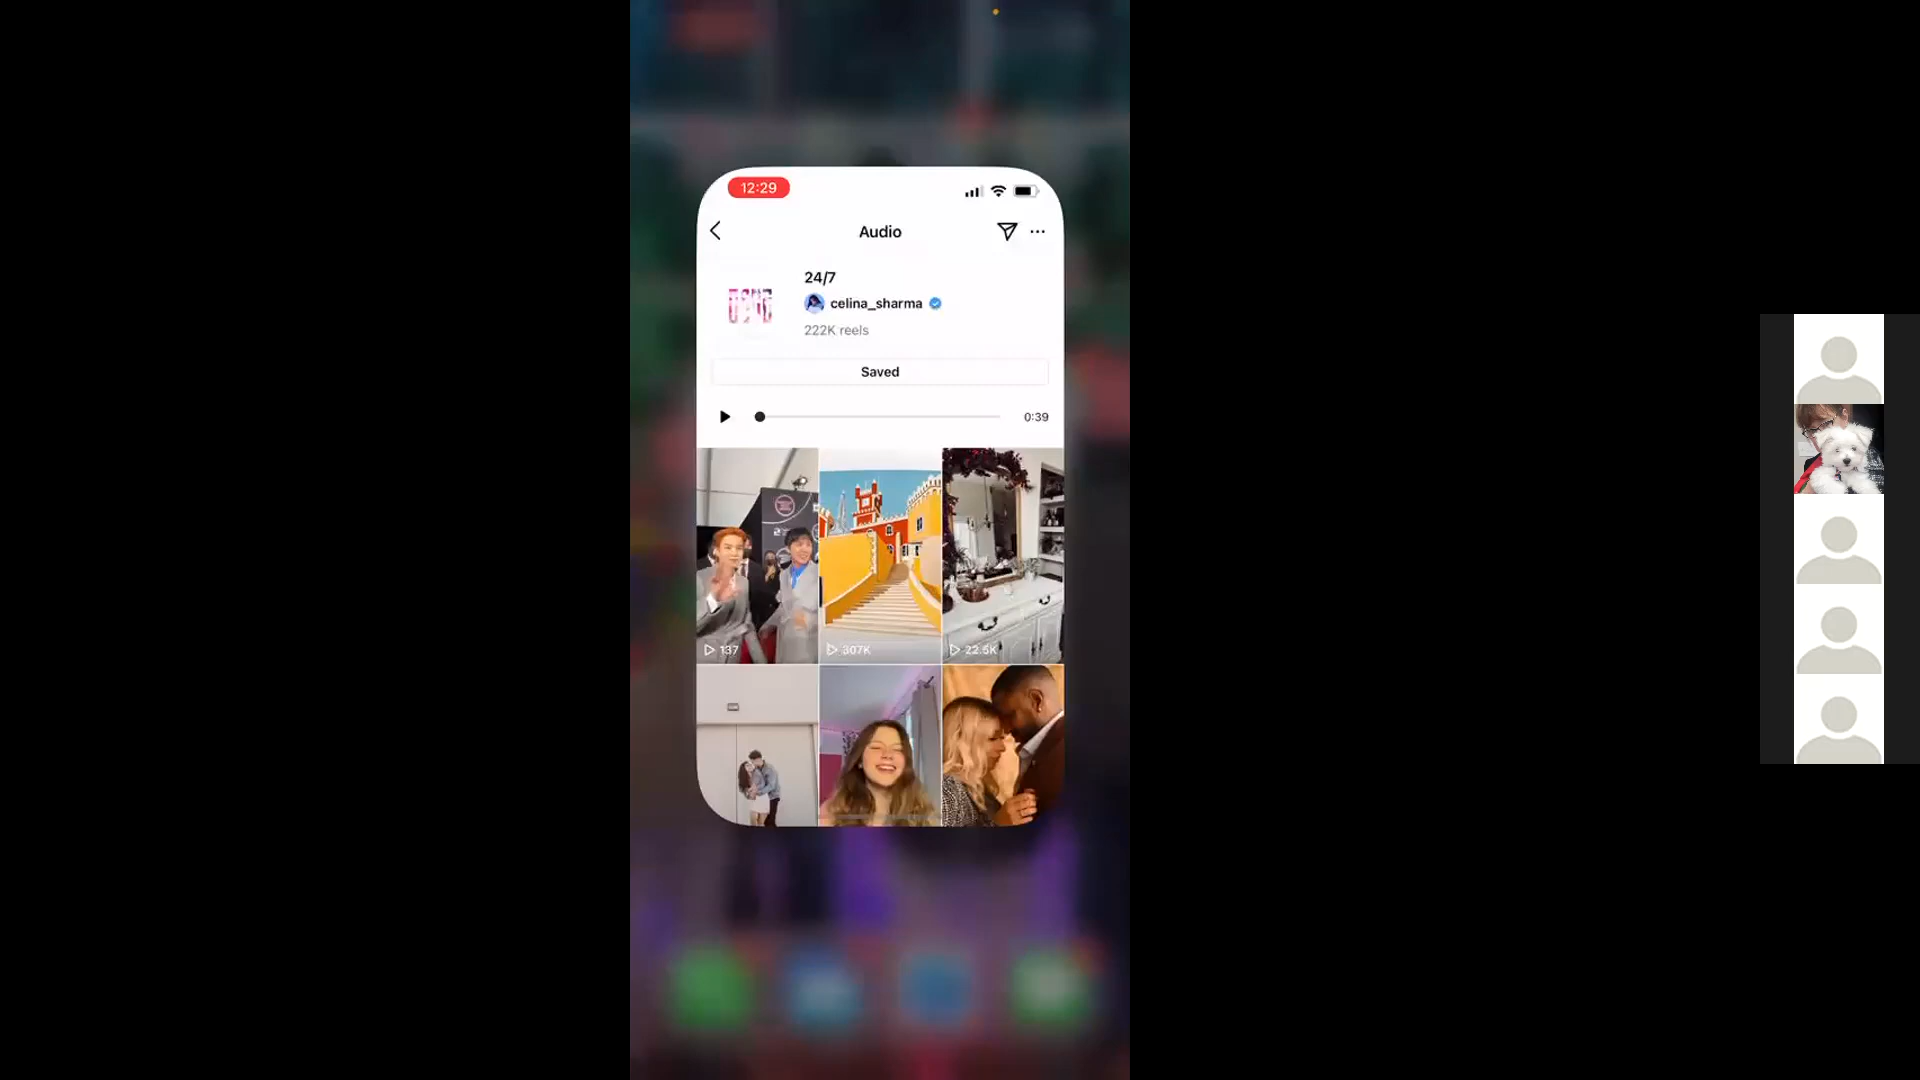 12:29
Audio
24/7
celina_sharma
222K reels
Saved
0:39
137
307K
22.5K